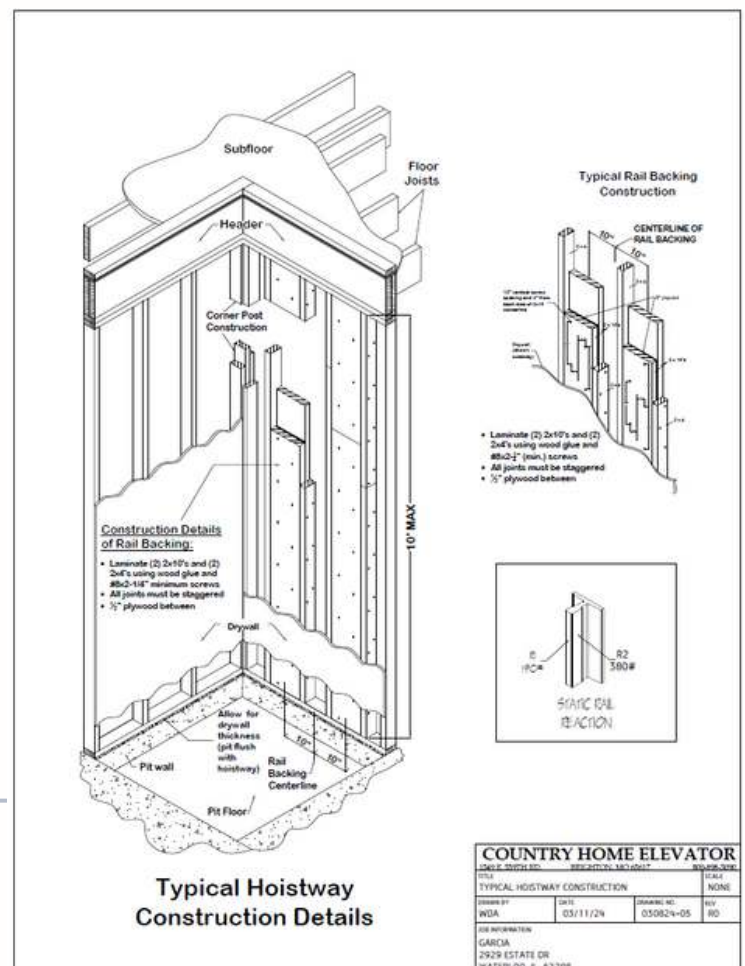 Subfloor
Floor
Joists
Header
Corner Post
Construction
Construction Details
of Rail Backing:
• Laminate (2) 2x10's and (2)
2x4's using wood glue and
#8x2-1/4" minimum screws
• All joints must be staggered
• ½" plywood between
10' MAX
Drywall
Allow for
drywall
thickness
(pit flush
with
hoistway)
10"
10"
Rail
Backing
Centerline
Pit wall
Pit Floor
Typical Hoistway
Construction Details
Typical Rail Backing
Construction
CENTERLINE OF
RAIL BACKING
10"
10"
• Laminate (2) 2x10's and (2)
2x4's using wood glue and
#8x2-¼" (min.) screws
• All joints must be staggered
• ½" plywood between
R2
380#
STATIC RAIL
REACTION
COUNTRY HOME ELEVATOR
TITLE
SCALE
TYPICAL HOISTWAY CONSTRUCTION
NONE
DRAWN BY
DATE
DRAWING NO.
REV
WDA
03/11/24
030824-05
R0
JOB INFORMATION
GARCIA
2929 ESTATE DR